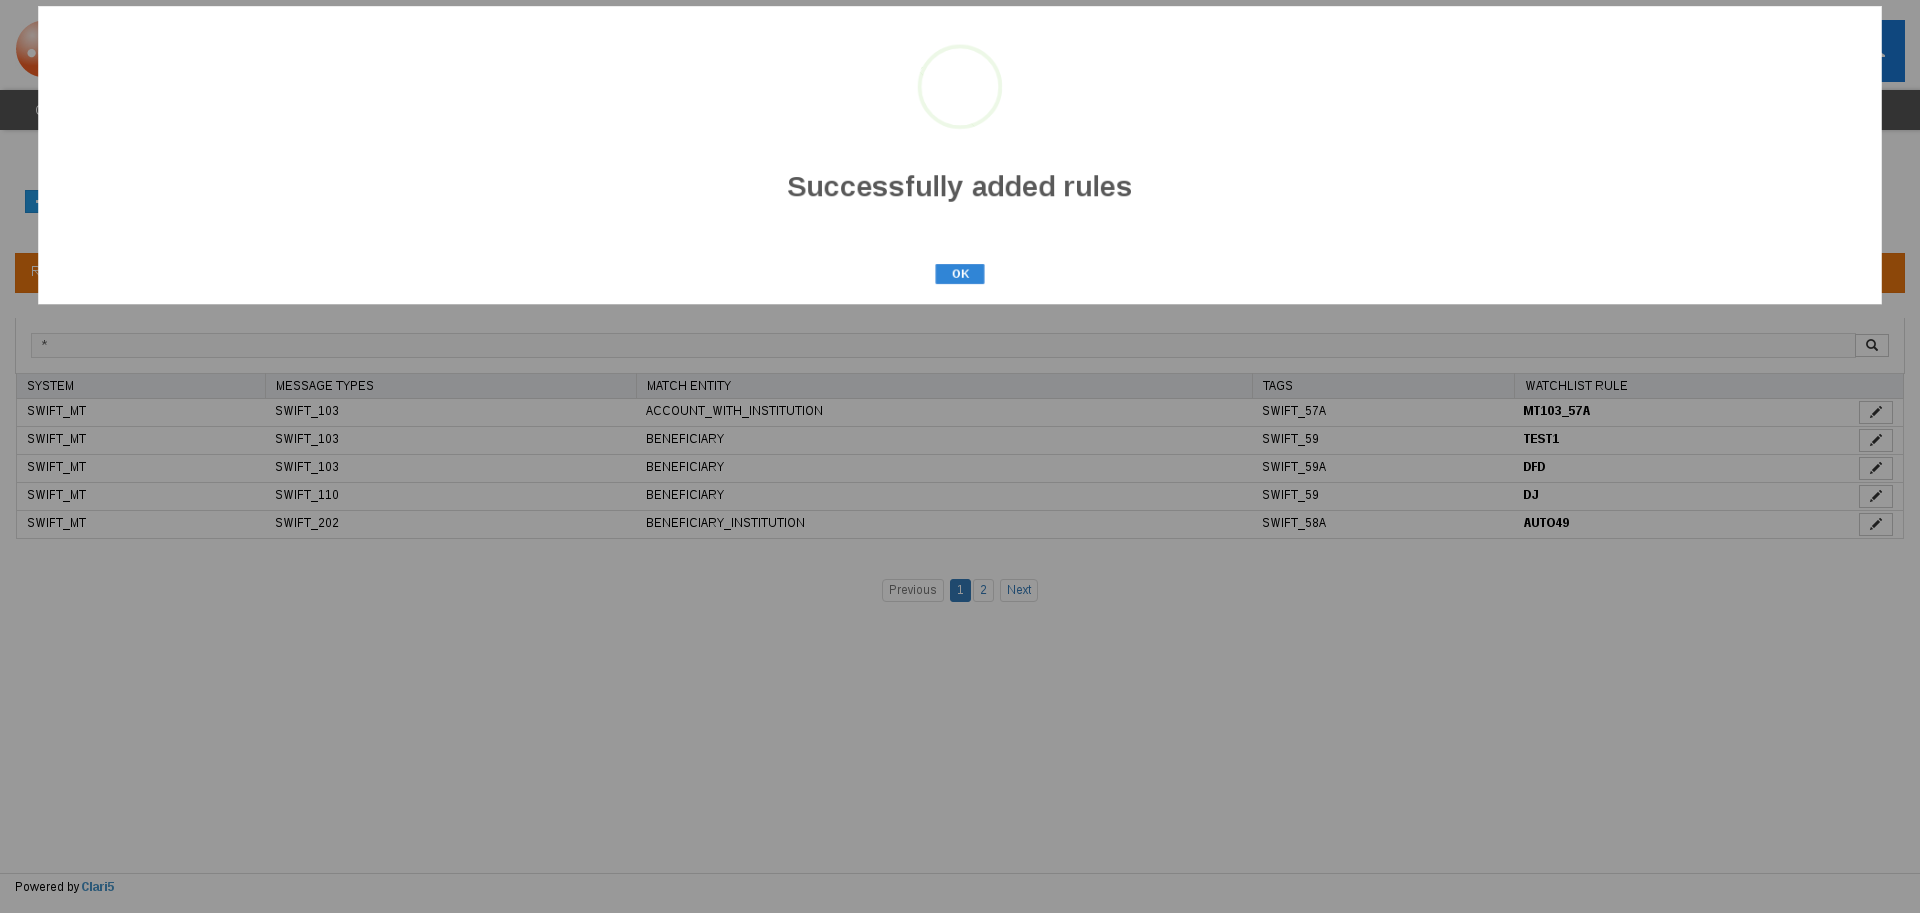 Successfully added rules
OK
*
SYSTEM MESSAGE TYPES MATCH ENTITY TAGS WATCHLIST RULE
SWIFT_MT SWIFT_103 ACCOUNT_WITH_INSTITUTION SWIFT_57A MT103_57A
SWIFT_MT SWIFT_103 BENEFICIARY SWIFT_59 TEST1
SWIFT_MT SWIFT_103 BENEFICIARY SWIFT_59A DFD
SWIFT_MT SWIFT_110 BENEFICIARY SWIFT_59 DJ
SWIFT_MT SWIFT_202 BENEFICIARY_INSTITUTION SWIFT_58A AUTO49
Previous 1 2 Next
Powered by Clari5